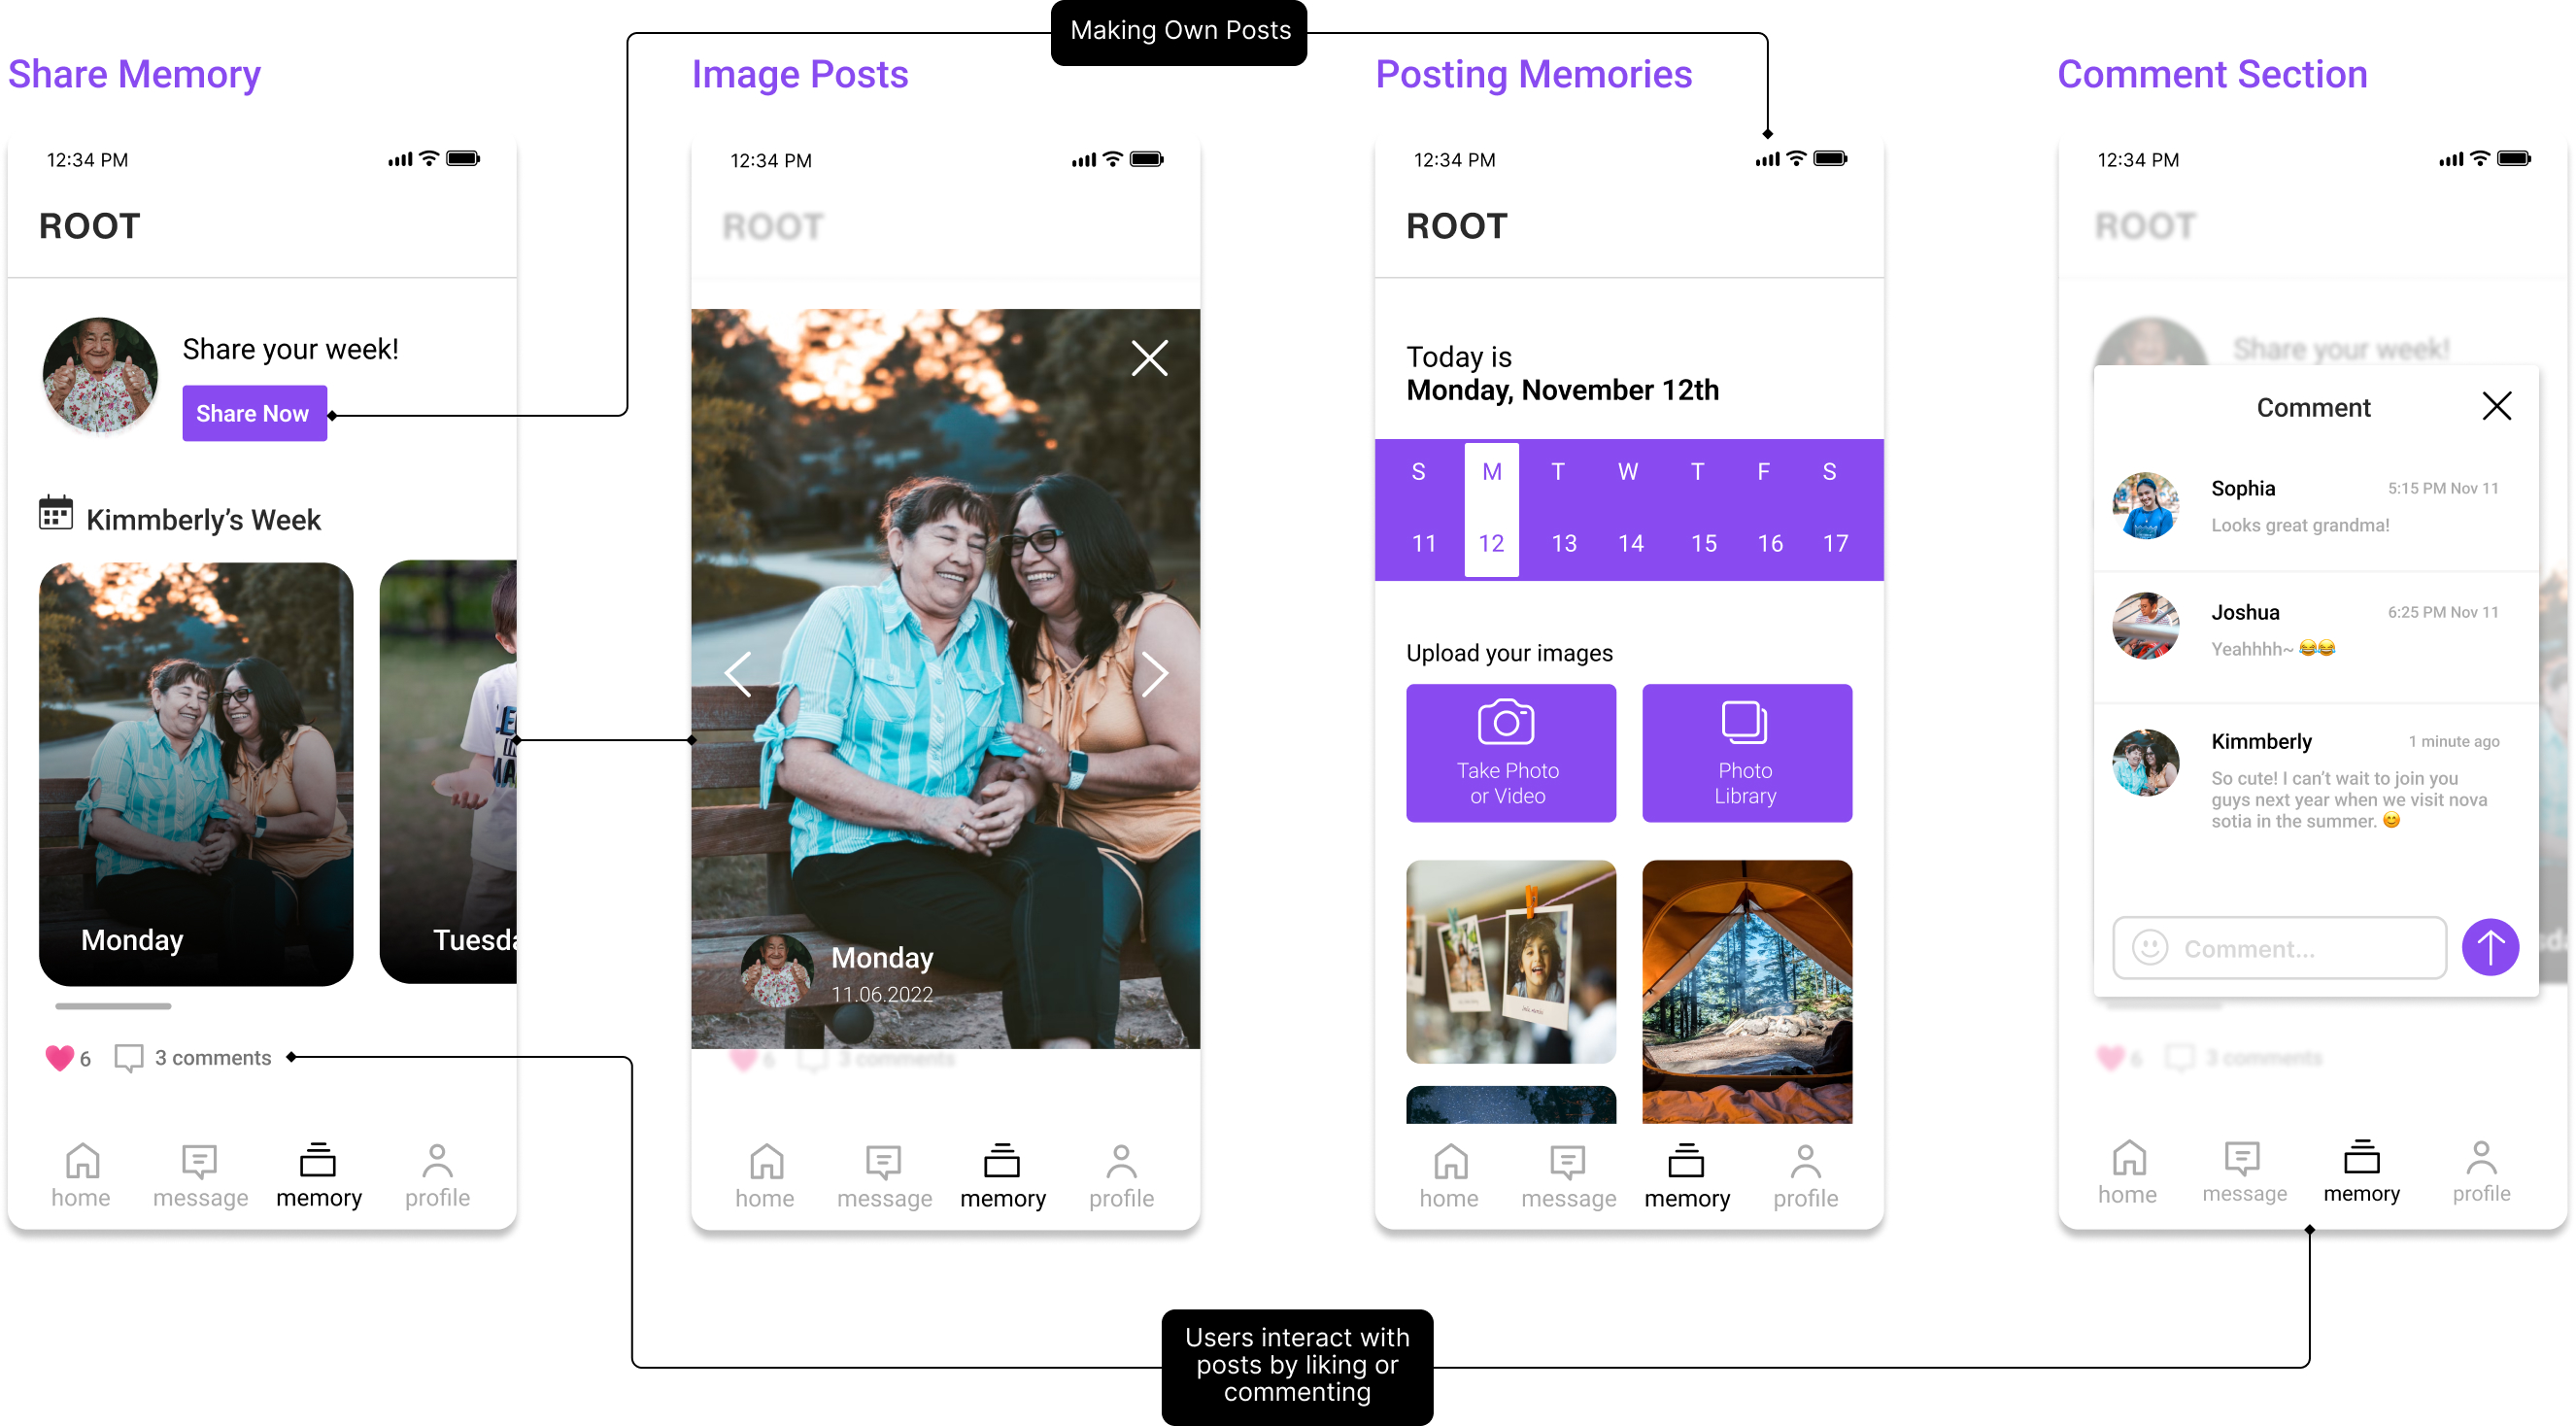 Making Own Posts
Share Memory
12:34 PM
ROOT
Share your week!
Share Now
Kimmberly’s Week
Monday
Tuesda
6
3 comments
home
message
memory
profile
Image Posts
12:34 PM
ROOT
Monday
11.06.2022
6
3 comments
home
message
memory
profile
Posting Memories
12:34 PM
ROOT
Today is
Monday, November 12th
S M T W T F S
11 12 13 14 15 16 17
Upload your images
Take Photo
or Video
Photo
Library
home
message
memory
profile
Comment Section
12:34 PM
ROOT
Share your week!
Comment
Sophia
5:15 PM Nov 11
Looks great grandma!
Joshua
6:25 PM Nov 11
Yeahhhh~ 😂😂
Kimmberly
1 minute ago
So cute! I can’t wait to join you
guys next year when we visit nova
sotia in the summer. 😊
Comment...
6
3 comments
home
message
memory
profile
Users interact with
posts by liking or
commenting